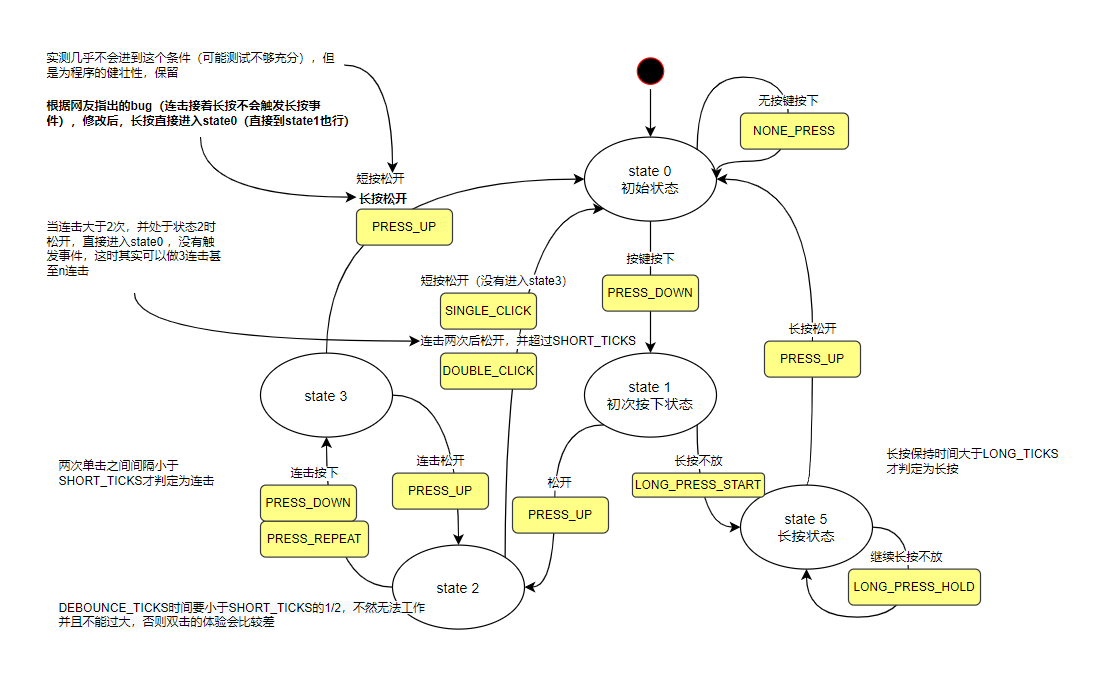 实测几乎不会进到这个条件（可能测试不够充分），但
是为程序的健壮性，保留
根据网友指出的bug（连击接着长按不会触发长按事
件），修改后，长按直接进入state0（直接到state1也行）
无按键按下
NONE_PRESS
state 0
初始状态
短按松开
长按松开
PRESS_UP
当连击大于2次，并处于状态2时
松开，直接进入state0 ，没有触
发事件，这时其实可以做3连击甚
至n连击
按键按下
PRESS_DOWN
短按松开（没有进入state3）
SINGLE_CLICK
连击两次后松开，并超过SHORT_TICKS
DOUBLE_CLICK
长按松开
PRESS_UP
state 3
state 1
初次按下状态
两次单击之间间隔小于
SHORT_TICKS才判定为连击
连击按下
PRESS_DOWN
PRESS_REPEAT
连击松开
PRESS_UP
松开
PRESS_UP
长按不放
LONG_PRESS_START
长按保持时间大于LONG_TICKS
才判定为长按
state 5
长按状态
继续长按不放
LONG_PRESS_HOLD
state 2
DEBOUNCE_TICKS时间要小于SHORT_TICKS的1/2，不然无法工作
并且不能过大，否则双击的体验会比较差